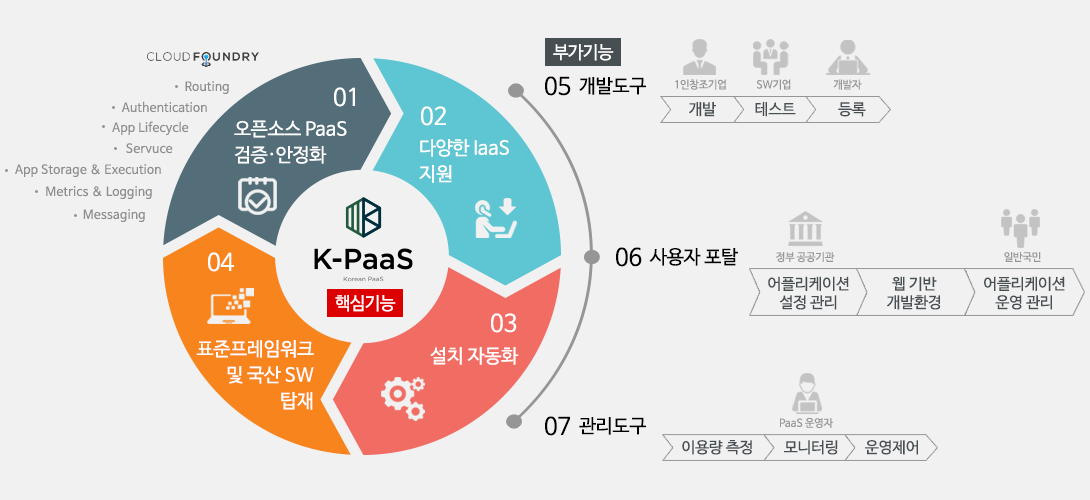 CLOUD FOUNDRY
• Routing
• Authentication
• App Lifecycle
• Servuce
• App Storage & Execution
• Metrics & Logging
• Messaging
01
오픈소스 PaaS
검증·안정화
02
다양한 IaaS
지원
03
설치 자동화
04
표준프레임워크
및 국산 SW
탑재
K-PaaS
Korean PaaS
핵심기능
부가기능
05 개발도구
1인창조기업 SW기업 개발자
개발 테스트 등록
06 사용자 포탈
정부 공공기관 일반국민
어플리케이션
설정 관리
웹 기반
개발환경
어플리케이션
운영 관리
07 관리도구
PaaS 운영자
이용량 측정 모니터링 운영제어